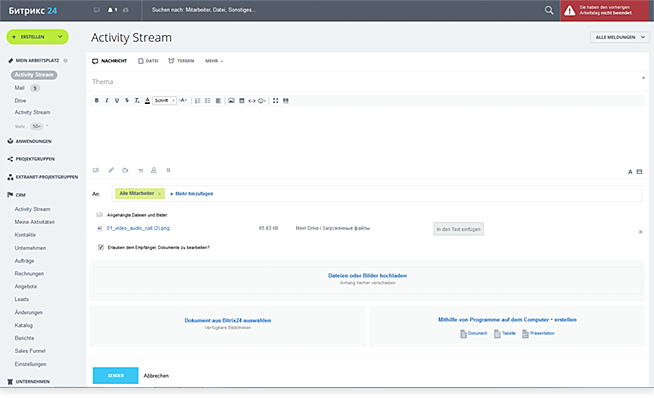 Битрикс 24
1
Suchen nach: Mitarbeiter, Datei, Sonstiges...
Sie haben den vorherigen
Arbeitstag nicht beendet
+ ERSTELLEN
Activity Stream
ALLE MELDUNGEN
MEIN ARBEITSPLATZ
Activity Stream
Mail 5
Drive
Activity Stream
Mehr 50+
ANWENDUNGEN
PROJEKTGRUPPEN
EXTRANET-PROJEKTGRUPPEN
CRM
Activity Stream
Meine Aktivitäten
Kontakte
Unternehmen
Aufträge
Rechnungen
Angebote
Leads
Änderungen
Katalog
Berichte
Sales Funnel
Einstellungen
UNTERNEHMEN
NACHRICHT DATEI TERMIN MEHR
Thema
B I U S Tx A Schrift A
A
An: Alle Mitarbeiter × + Mehr hinzufügen
Angehängte Dateien und Bilder:
01_video_audio_call (2).png 65.83 KB Mein Drive / Загруженные файлы In den Text einfügen
Erlauben dem Empfänger, Dokumente zu bearbeiten?
Dateien oder Bilder hochladen
Anhang hierher verschieben
Dokument aus Bitrix24 auswählen
Verfügbare Bibliotheken
Mithilfe von Programme auf dem Computer - erstellen
Dokument Tabelle Präsentation
SENDEN Abbrechen